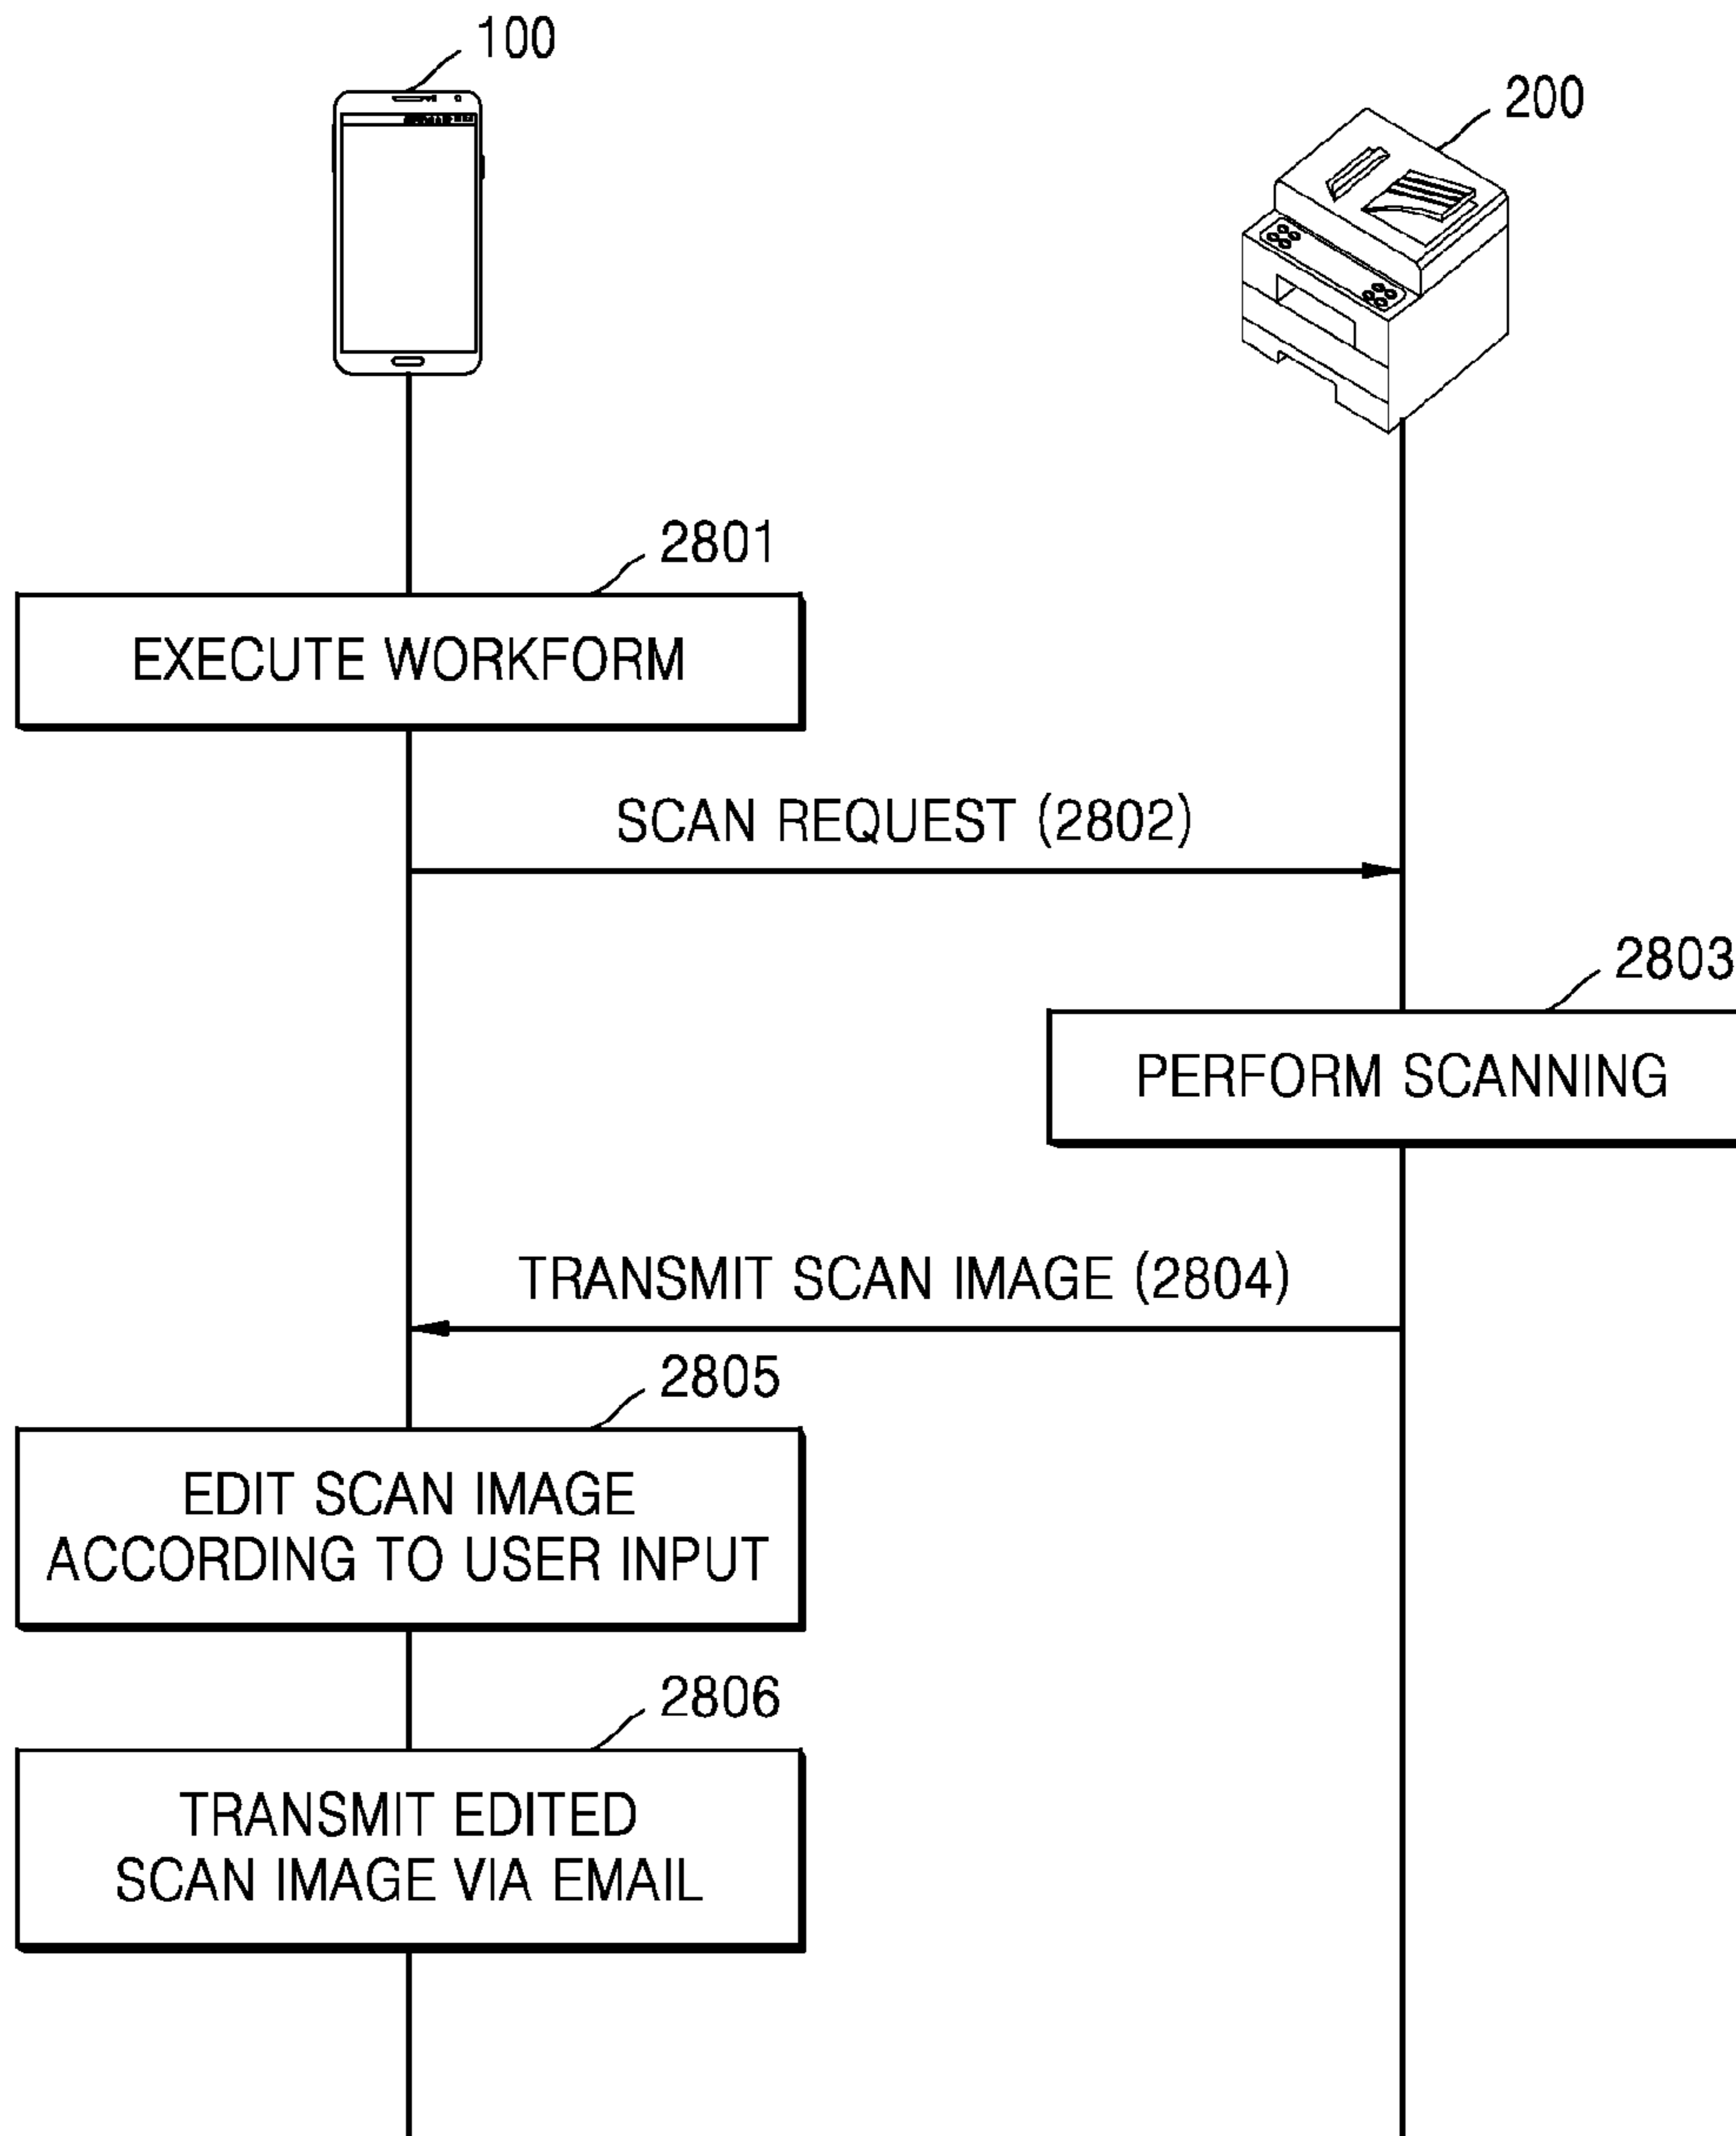 100
200
2801
EXECUTE WORKFORM
SCAN REQUEST (2802)
2803
PERFORM SCANNING
TRANSMIT SCAN IMAGE (2804)
2805
EDIT SCAN IMAGE
ACCORDING TO USER INPUT
2806
TRANSMIT EDITED
SCAN IMAGE VIA EMAIL